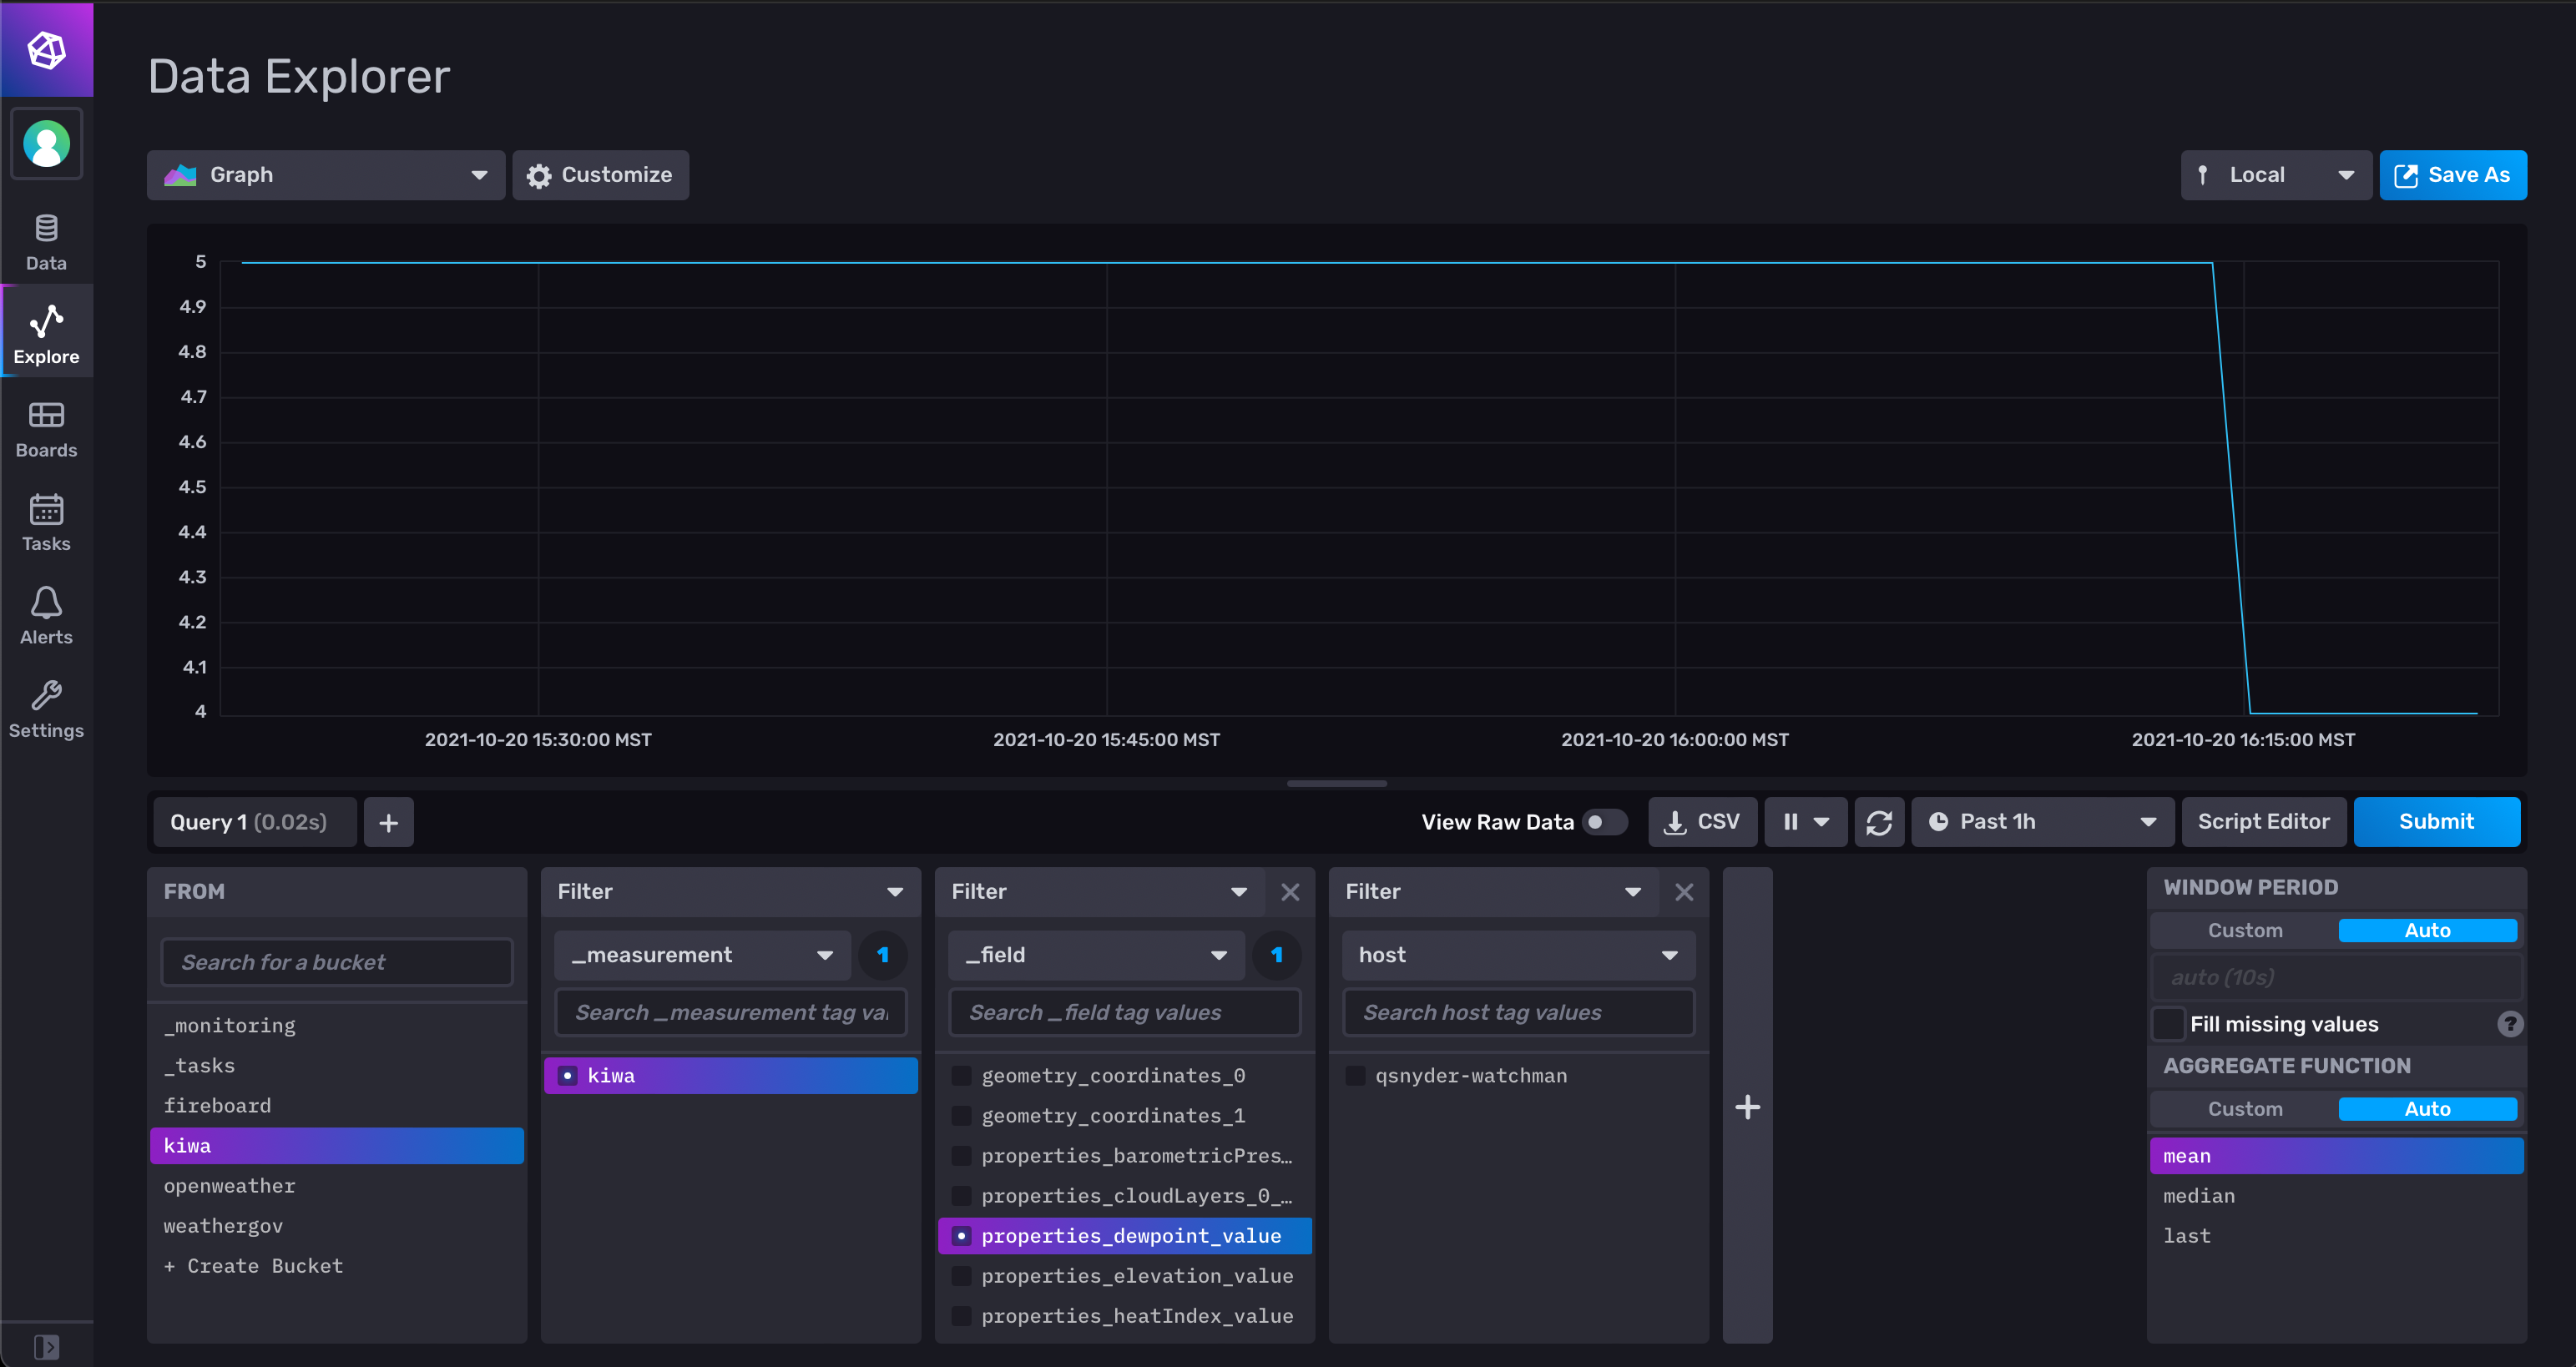 Data Explorer
Graph
Customize
Local
Save As
Data
Explore
Boards
Tasks
Alerts
Settings
5
4.9
4.8
4.7
4.6
4.5
4.4
4.3
4.2
4.1
4
2021-10-20 15:30:00 MST
2021-10-20 15:45:00 MST
2021-10-20 16:00:00 MST
2021-10-20 16:15:00 MST
Query 1 (0.02s)
+
View Raw Data
CSV
Past 1h
Script Editor
Submit
FROM
Search for a bucket
_monitoring
_tasks
fireboard
kiwa
openweather
weathergov
+ Create Bucket
Filter
_measurement
1
Search _measurement tag va
kiwa
Filter
_field
1
Search _field tag values
geometry_coordinates_0
geometry_coordinates_1
properties_barometricPres…
properties_cloudLayers_0_…
properties_dewpoint_value
properties_elevation_value
properties_heatIndex_value
Filter
host
Search host tag values
qsnyder-watchman
+
WINDOW PERIOD
Custom
Auto
auto (10s)
Fill missing values
?
AGGREGATE FUNCTION
Custom
Auto
mean
median
last